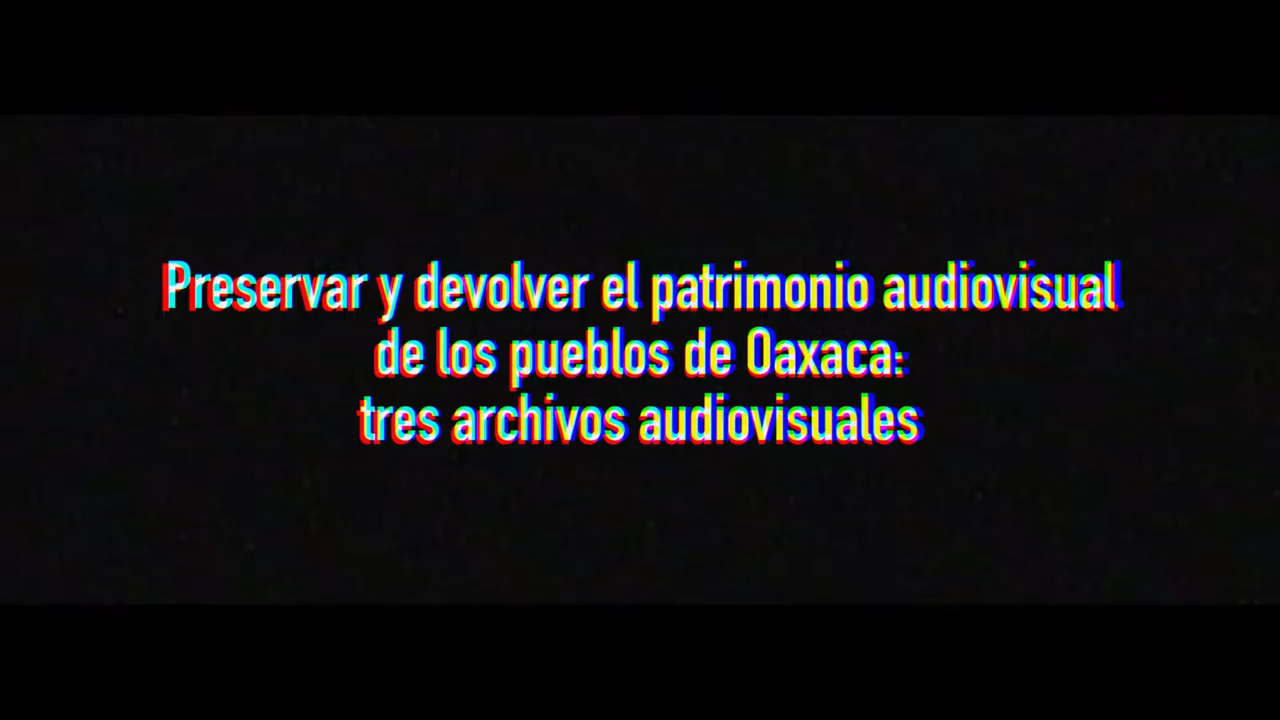 Preservar y devolver el patrimonio audiovisual
de los pueblos de Oaxaca:
tres archivos audiovisuales